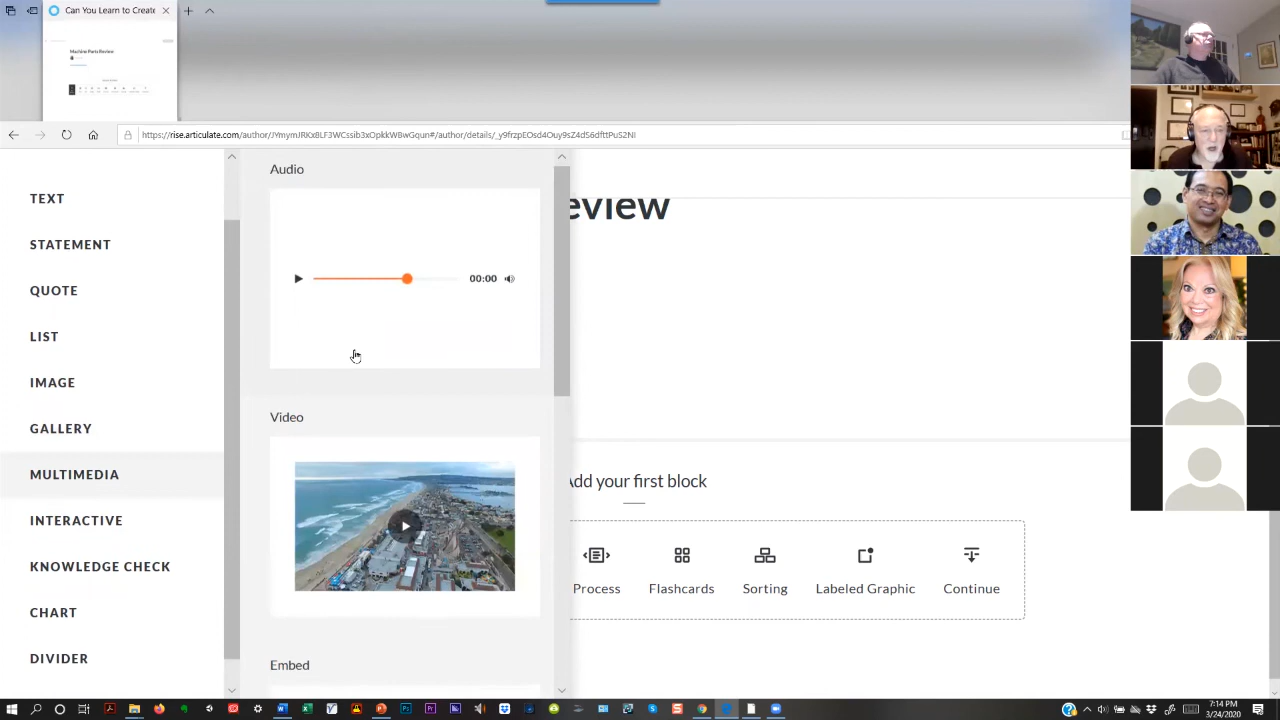 Can You Learn to Create
Machine Parts Review
https://rise.articulate.com/author/JYmymJRKx8LF3WCssib3xOpkkWBwGqun#/author/details/_y9frzpEOsd4Ouy9sZ4dS6dfttPuS2NI
TEXT
STATEMENT
QUOTE
LIST
IMAGE
GALLERY
MULTIMEDIA
INTERACTIVE
KNOWLEDGE CHECK
CHART
DIVIDER
Audio
00:00
Video
Embed
eview
Add your first block
Process
Flashcards
Sorting
Labeled Graphic
Continue
7:14 PM
3/24/2020